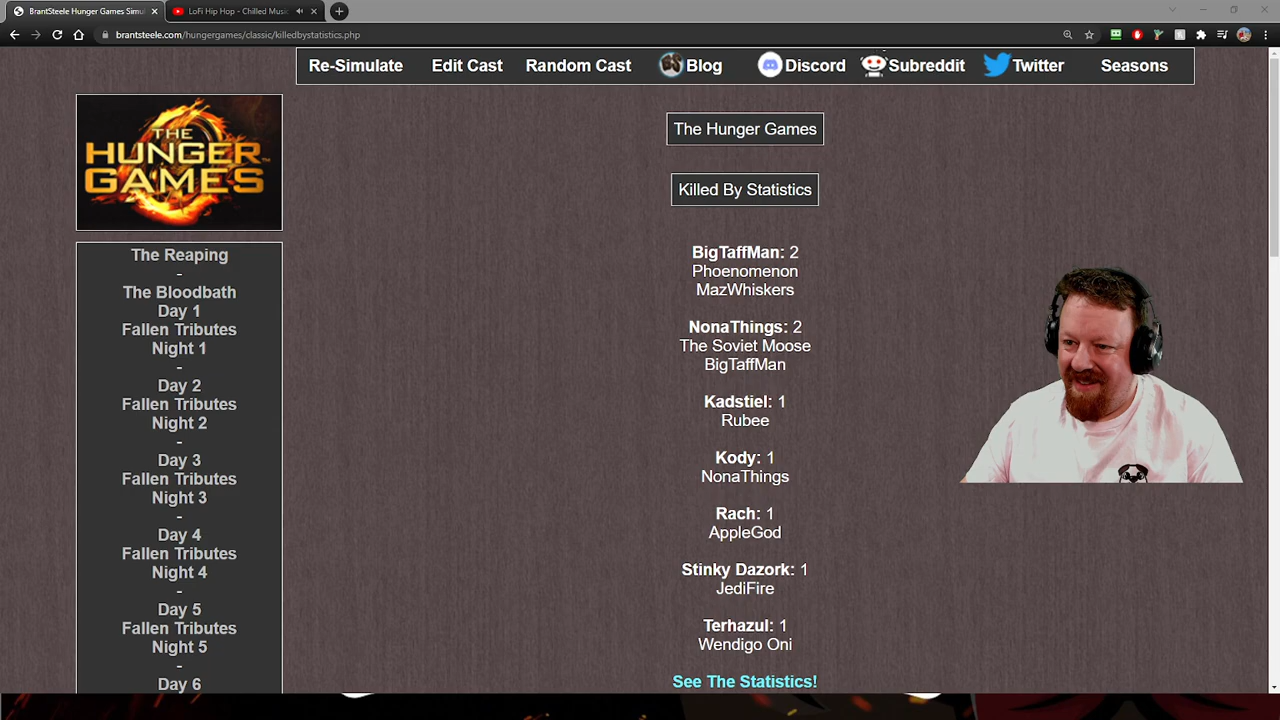 BrantSteele Hunger Games Simul
LoFi Hip Hop - Chilled Music
brantsteele.com/hungergames/classic/killedbystatistics.php
Re-Simulate Edit Cast Random Cast Blog Discord Subreddit Twitter Seasons
THE
HUNGER
GAMES
The Hunger Games
Killed By Statistics
The Reaping
-
The Bloodbath
Day 1
Fallen Tributes
Night 1
-
Day 2
Fallen Tributes
Night 2
-
Day 3
Fallen Tributes
Night 3
-
Day 4
Fallen Tributes
Night 4
-
Day 5
Fallen Tributes
Night 5
-
Day 6
BigTaffMan: 2
Phoenomenon
MazWhiskers
NonaThings: 2
The Soviet Moose
BigTaffMan
Kadstiel: 1
Rubee
Kody: 1
NonaThings
Rach: 1
AppleGod
Stinky Dazork: 1
JediFire
Terhazul: 1
Wendigo Oni
See The Statistics!